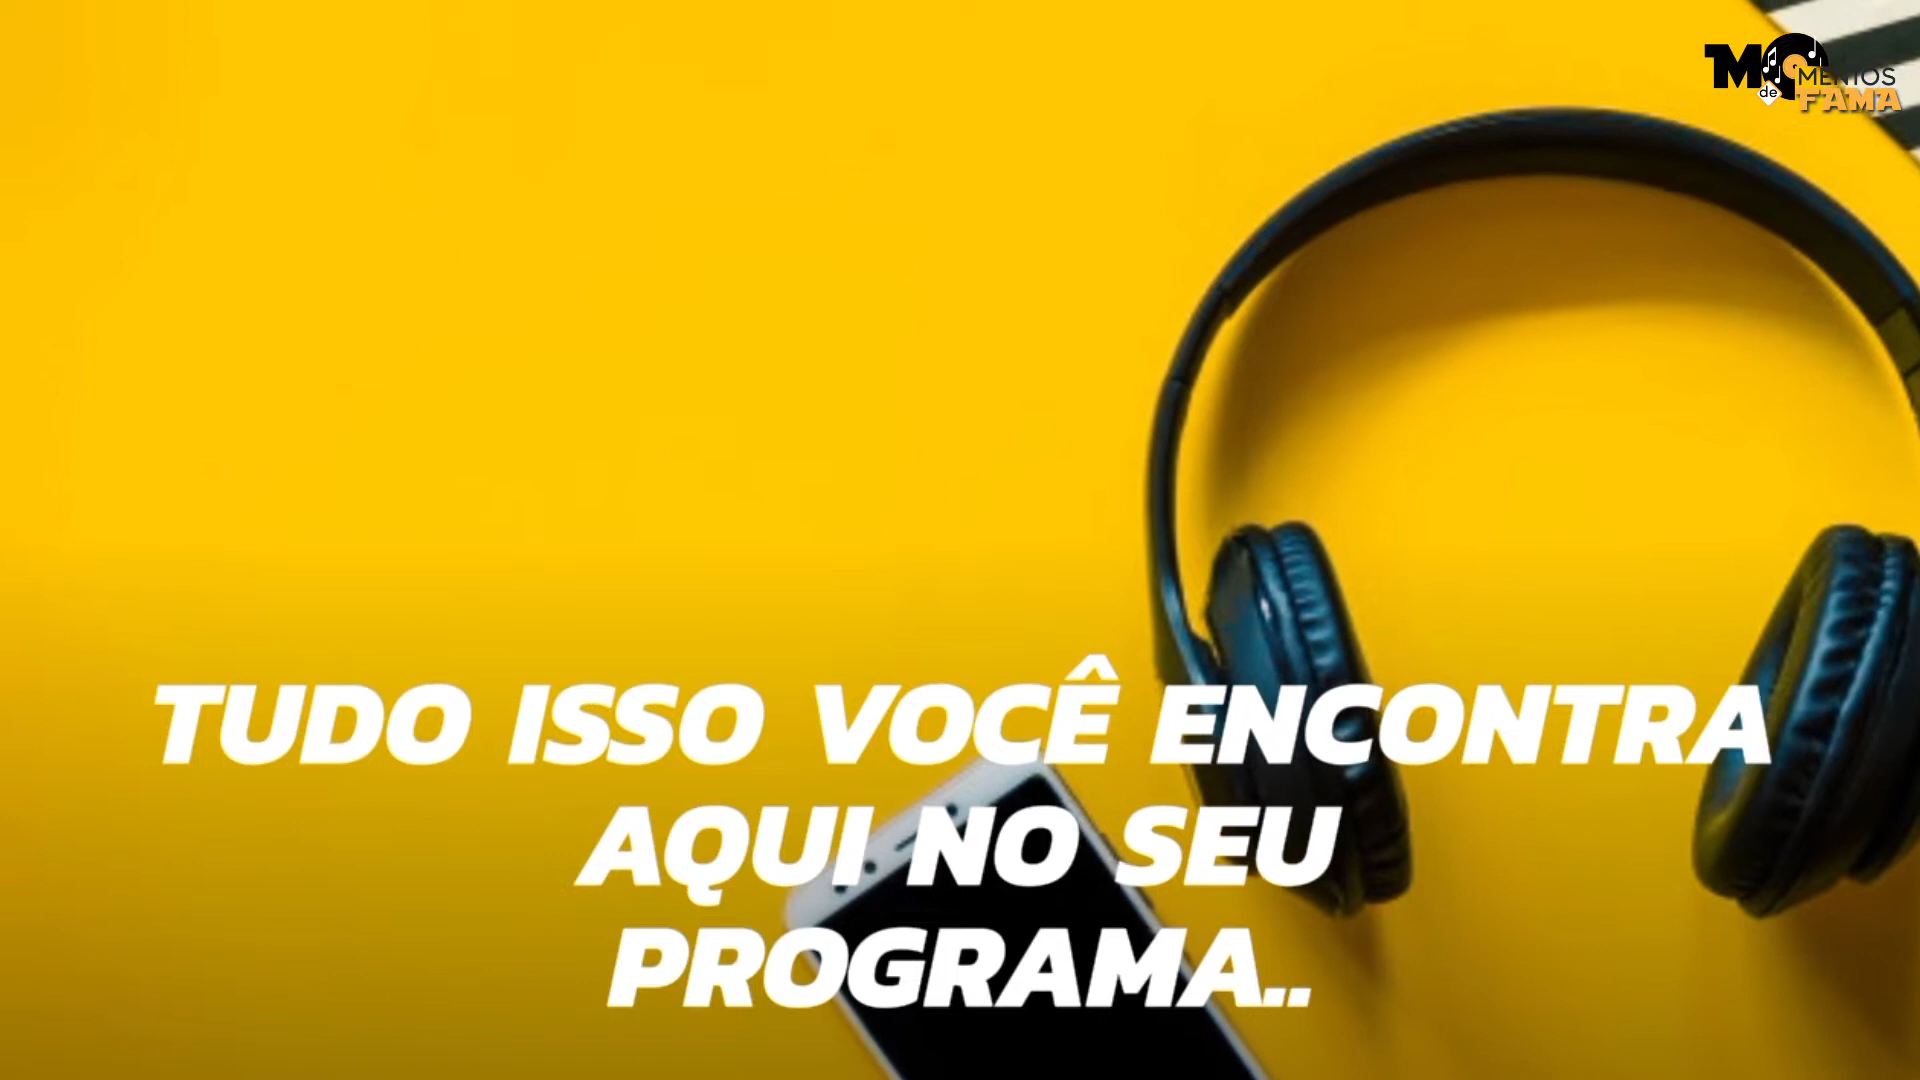 MOMENTOS
de FAMA
TUDO ISSO VOCÊ ENCONTRA
AQUI NO SEU
PROGRAMA..